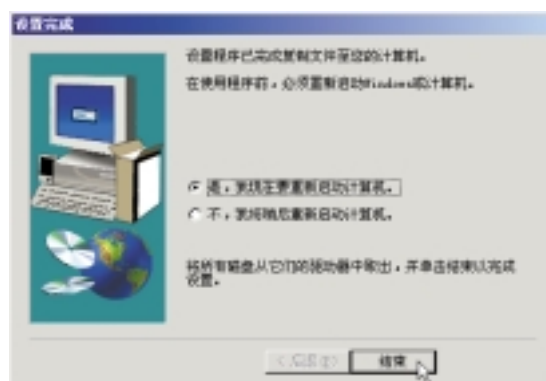 设置完成
设置程序已完成复制文件至您的计算机。
在使用程序前，必须重新启动Windows或计算机。
是，我现在要重新启动计算机。
不，我将稍后重新启动计算机。
将所有磁盘从它们的驱动器中取出，并单击结束以完成
设置。
结束